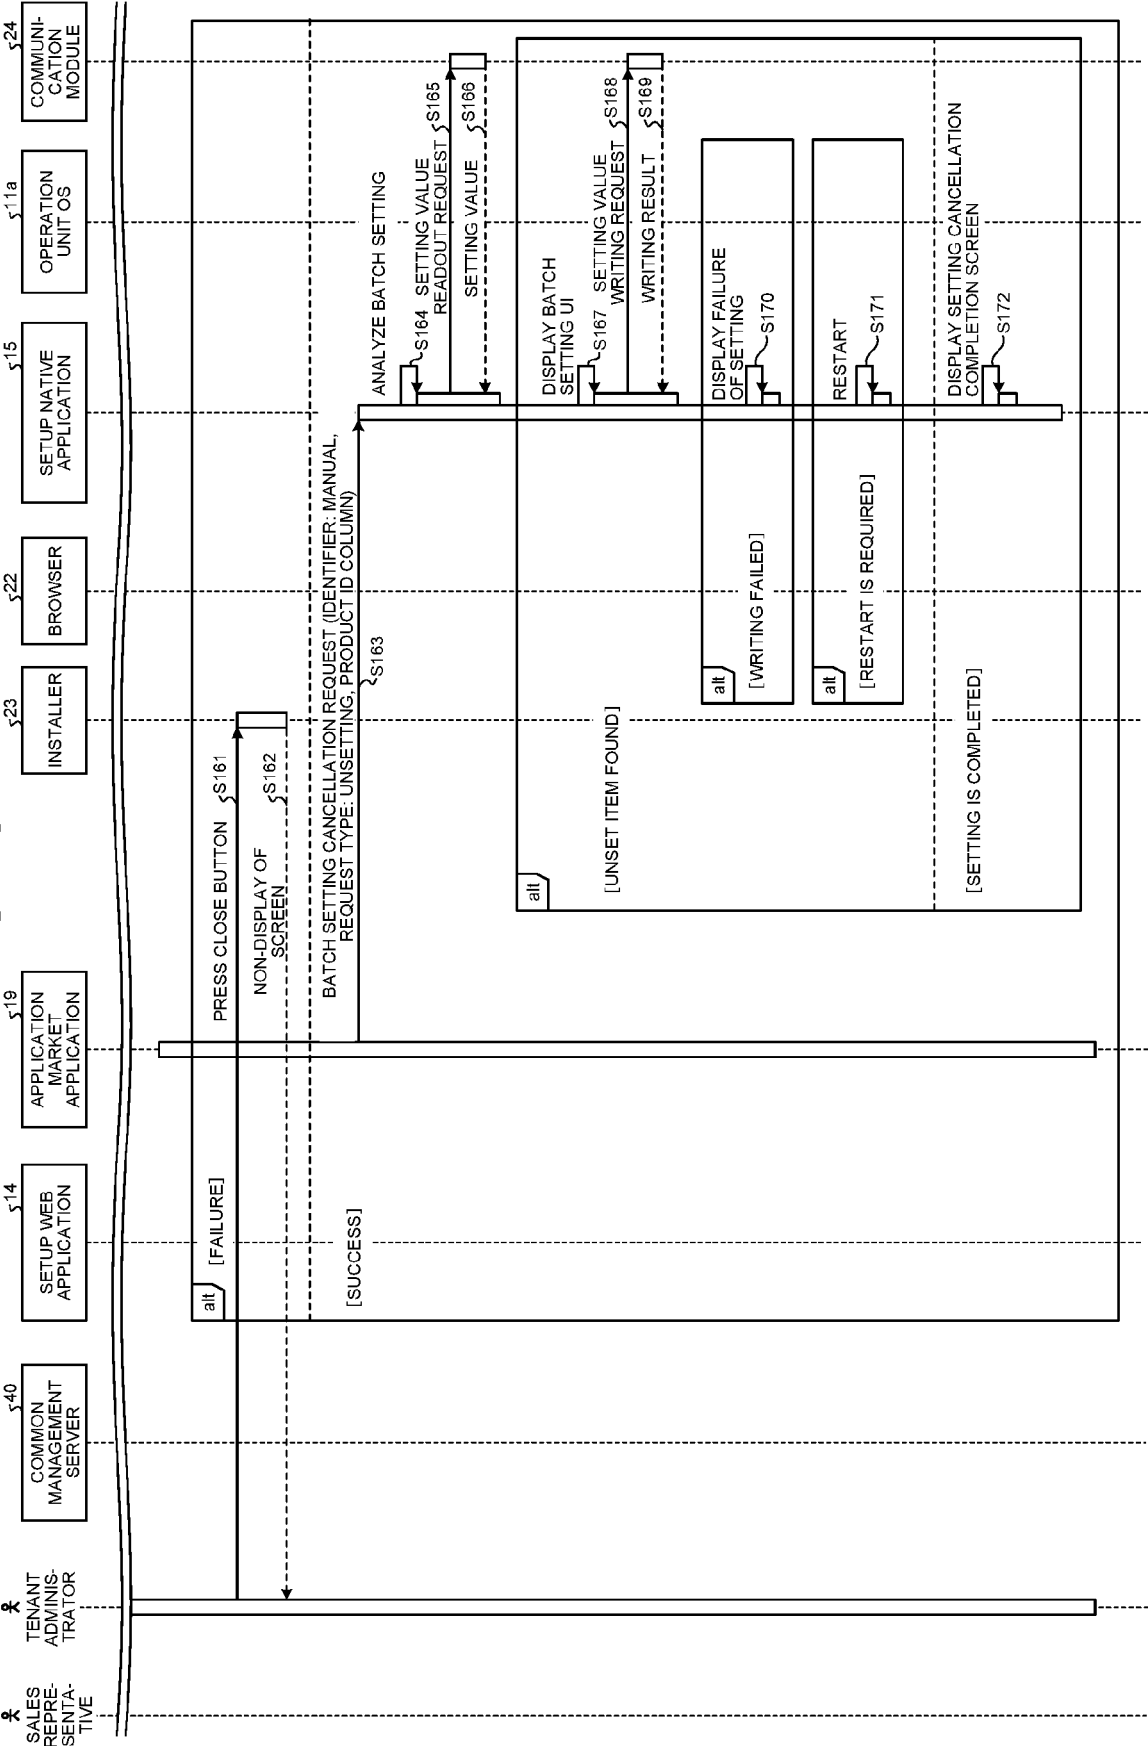 SALES
REPRE-
SENTA-
TIVE
TENANT
ADMINIS-
TRATOR
40
COMMON
MANAGEMENT
SERVER
14
SETUP WEB
APPLICATION
19
APPLICATION
MARKET
APPLICATION
23
INSTALLER
22
BROWSER
15
SETUP NATIVE
APPLICATION
11a
OPERATION
UNIT OS
24
COMMUNI-
CATION
MODULE
alt
[FAILURE]
PRESS CLOSE BUTTON
S161
NON-DISPLAY OF
SCREEN
S162
[SUCCESS]
BATCH SETTING CANCELLATION REQUEST (IDENTIFIER: MANUAL,
REQUEST TYPE: UNSETTING, PRODUCT ID COLUMN)
S163
ANALYZE BATCH SETTING
S164
SETTING VALUE
READOUT REQUEST
S165
SETTING VALUE
S166
alt
[UNSET ITEM FOUND]
DISPLAY BATCH
SETTING UI
S167
SETTING VALUE
WRITING REQUEST
S168
WRITING RESULT
S169
alt
[WRITING FAILED]
DISPLAY FAILURE
OF SETTING
S170
alt
[RESTART IS REQUIRED]
RESTART
S171
[SETTING IS COMPLETED]
DISPLAY SETTING CANCELLATION
COMPLETION SCREEN
S172